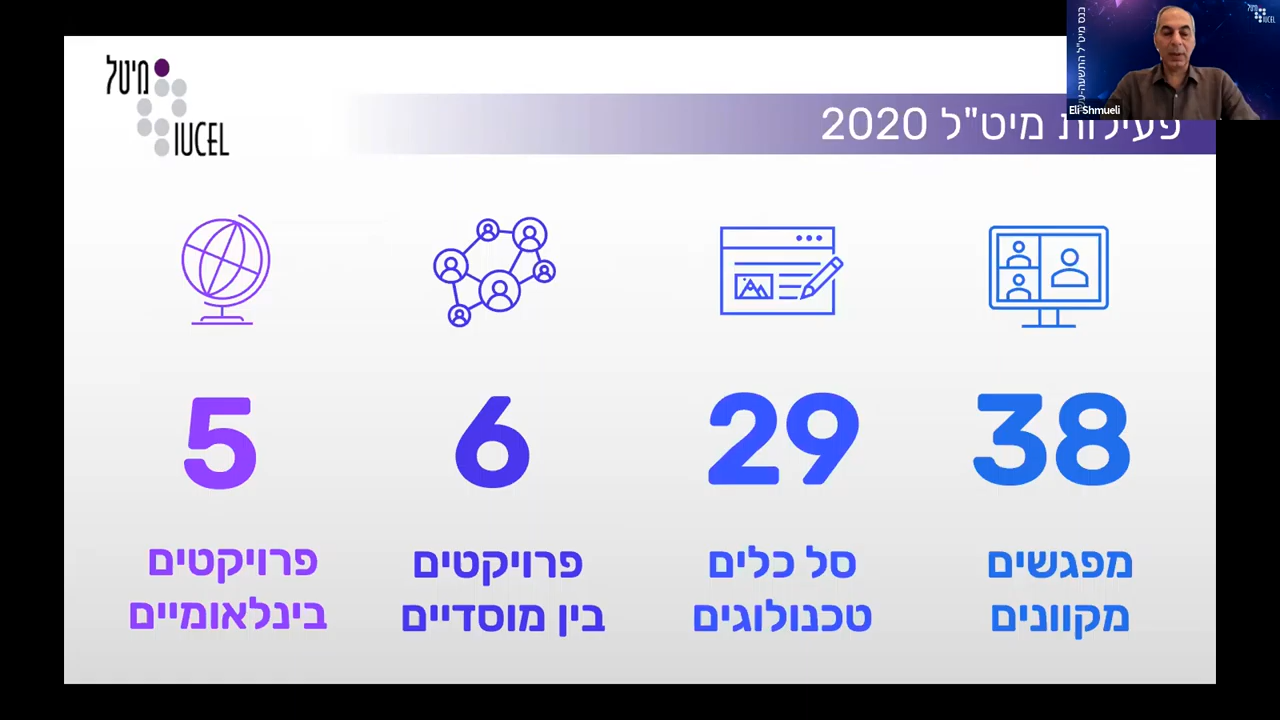 מיטל
IUCEL
פעילות מיט"ל 2020
Eli Shmueli
IUCEL
38
מפגשים
מקוונים
29
סל כלים
טכנולוגים
6
פרויקטים
בין מוסדיים
5
פרויקטים
בינלאומיים